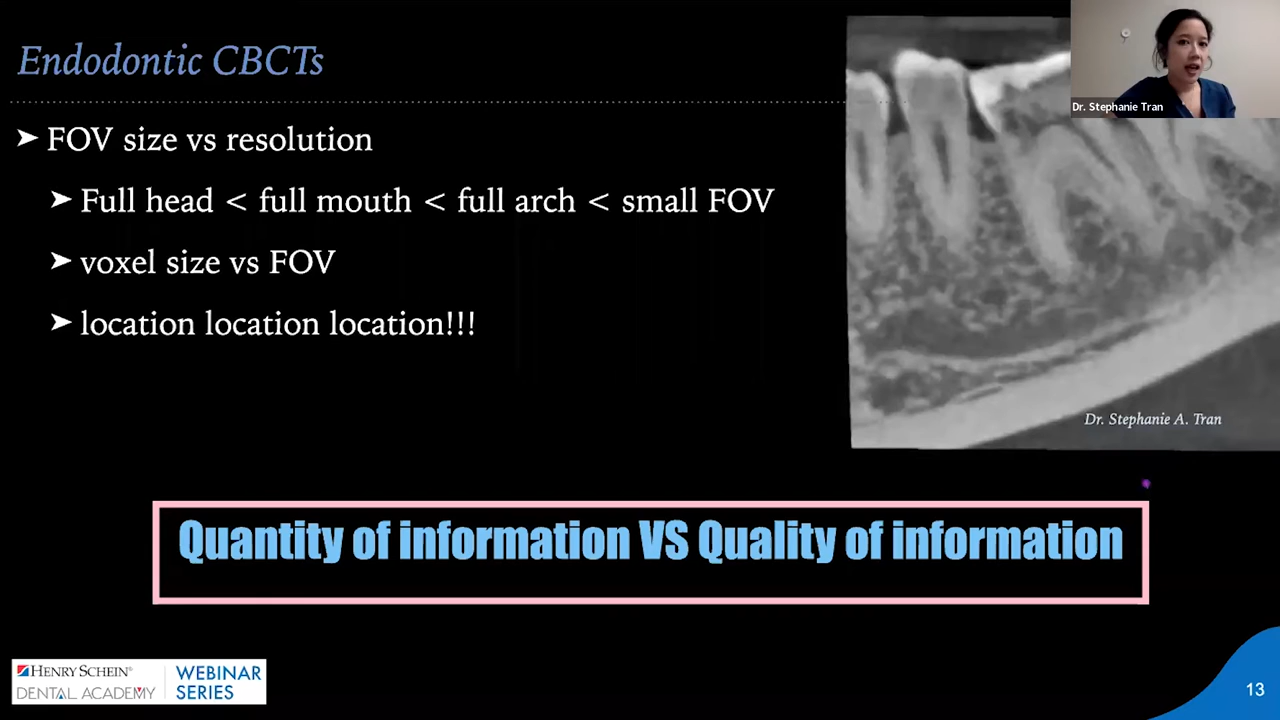 Endodontic CBCTs
Dr. Stephanie Tran
➤ FOV size vs resolution
➤ Full head < full mouth < full arch < small FOV
➤ voxel size vs FOV
➤ location location location!!!
Dr. Stephanie A. Tran
Quantity of information VS Quality of information
HENRY SCHEIN®
DENTAL ACADEMY
WEBINAR
SERIES
13